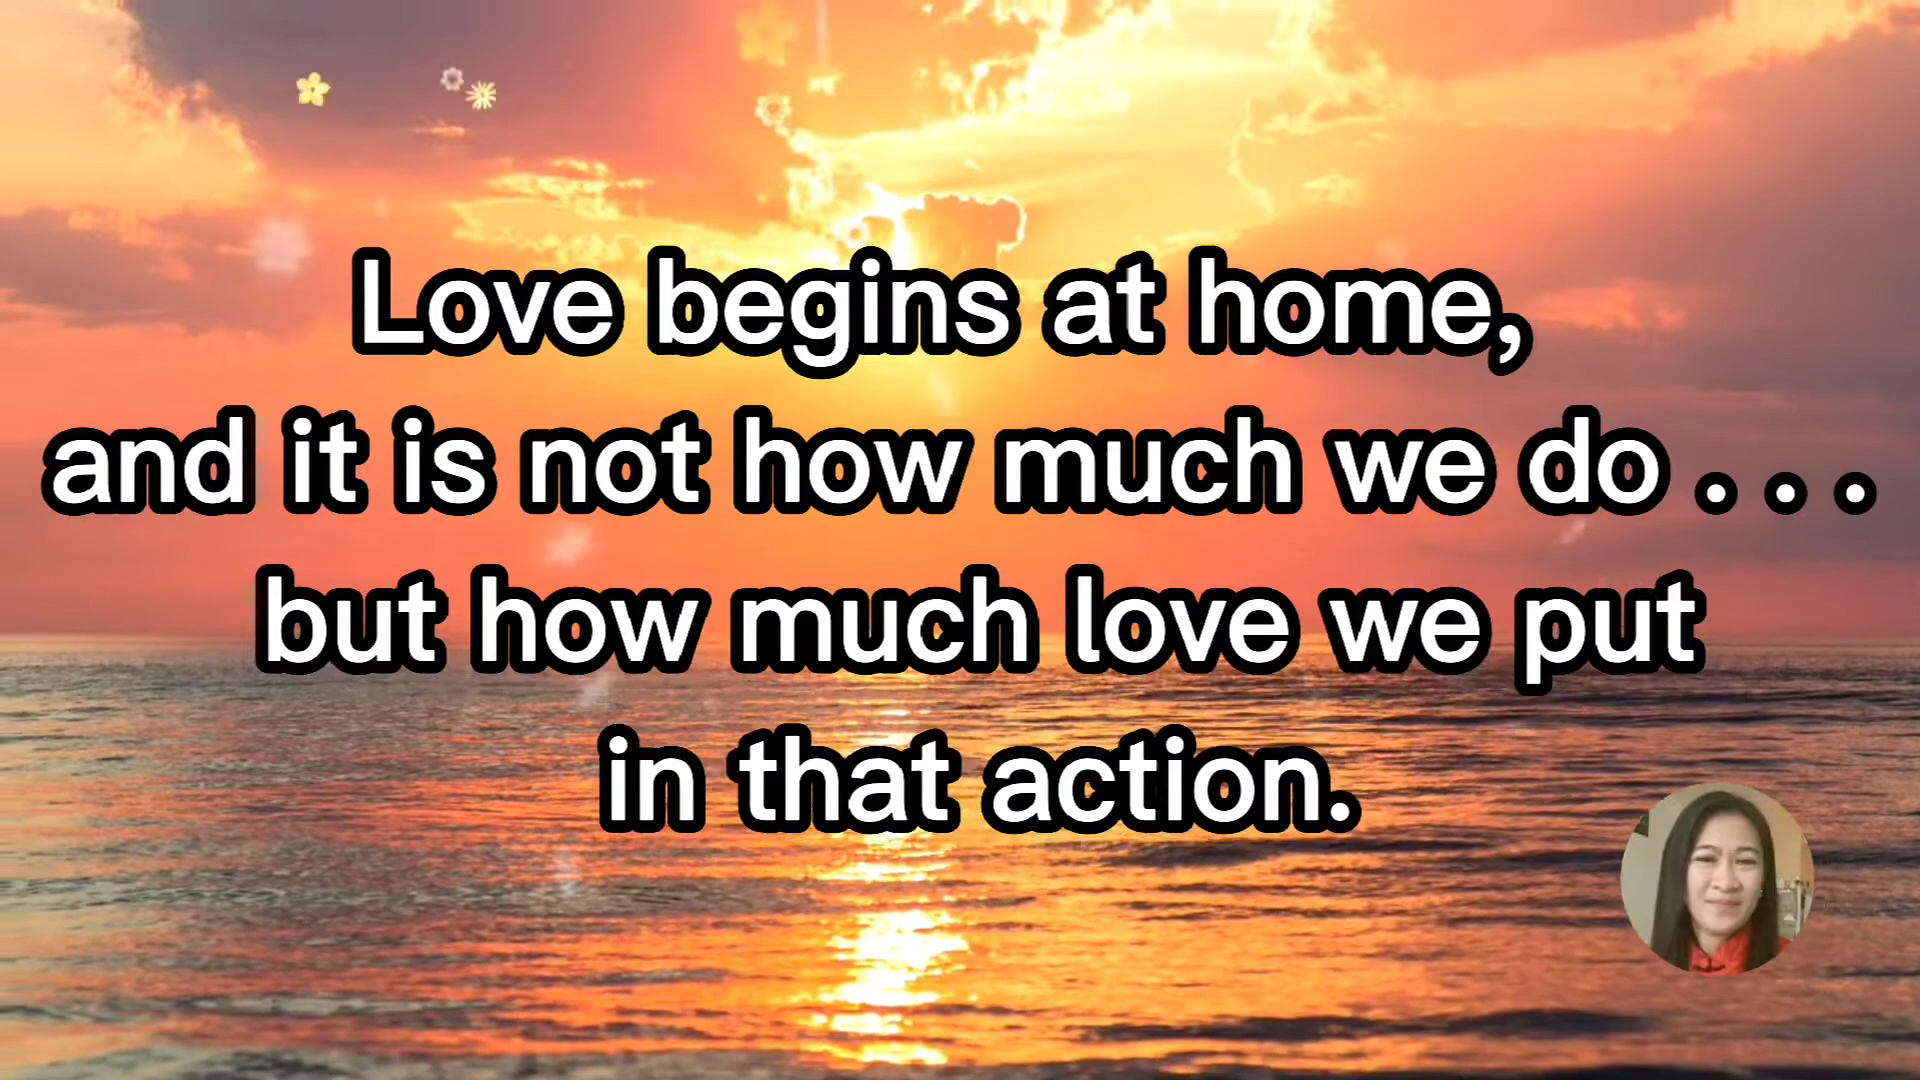 Love begins at home,
and it is not how much we do . . .
but how much love we put
in that action.